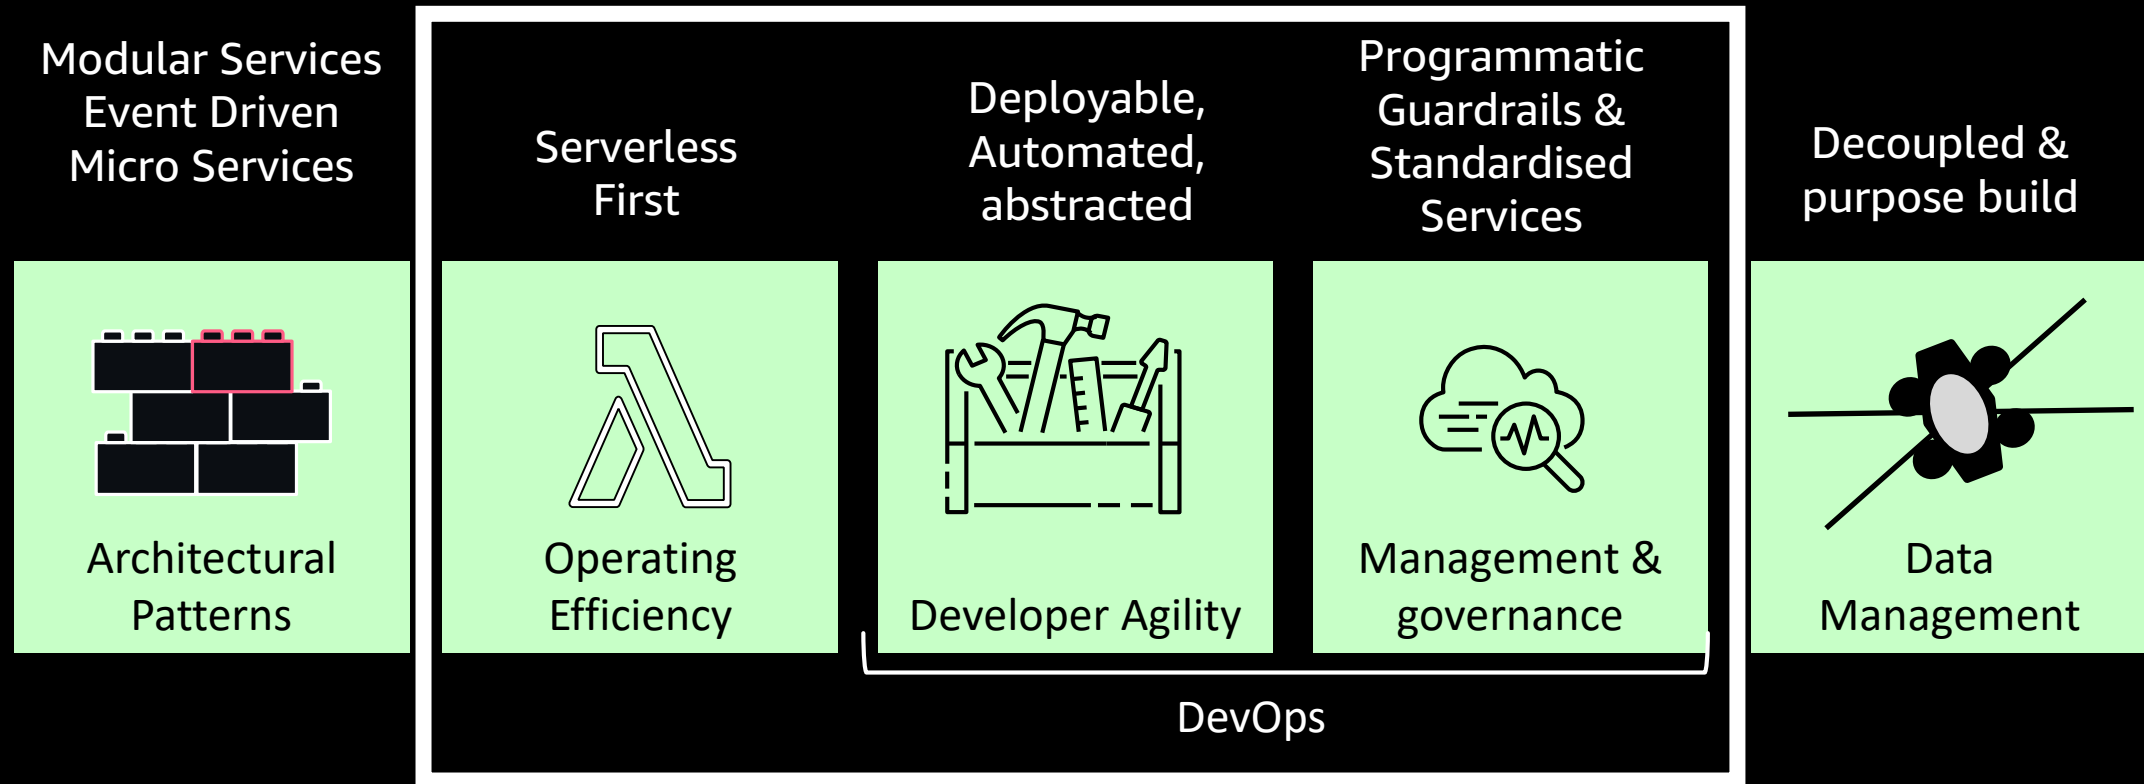 Modular Services
Event Driven
Micro Services
Serverless
First
Deployable,
Automated,
abstracted
Programmatic
Guardrails &
Standardised
Services
Decoupled &
purpose build
Architectural
Patterns
Operating
Efficiency
Developer Agility
Management &
governance
Data
Management
DevOps